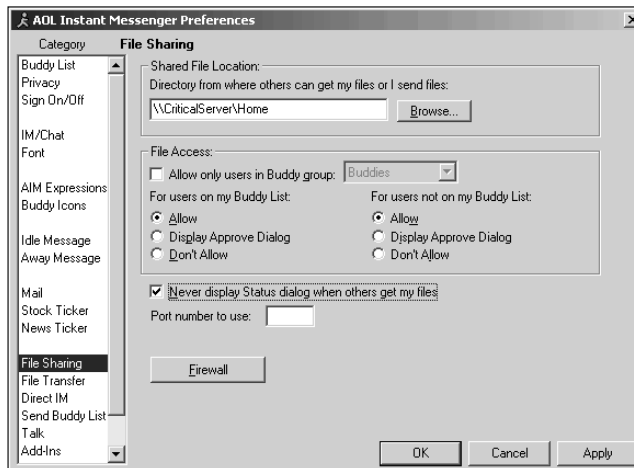 AOL Instant Messenger Preferences
Category
File Sharing
Buddy List
Privacy
Sign On/Off
IM/Chat
Font
AIM Expressions
Buddy Icons
Idle Message
Away Message
Mail
Stock Ticker
News Ticker
File Sharing
File Transfer
Direct IM
Send Buddy List
Talk
Add-Ins
Shared File Location:
Directory from where others can get my files or I send files:
\\CriticalServer\Home
Browse...
File Access:
Allow only users in Buddy group:
Buddies
For users on my Buddy List:
Allow
Display Approve Dialog
Don't Allow
For users not on my Buddy List:
Allow
Display Approve Dialog
Don't Allow
Never display Status dialog when others get my files
Port number to use:
Firewall
OK
Cancel
Apply